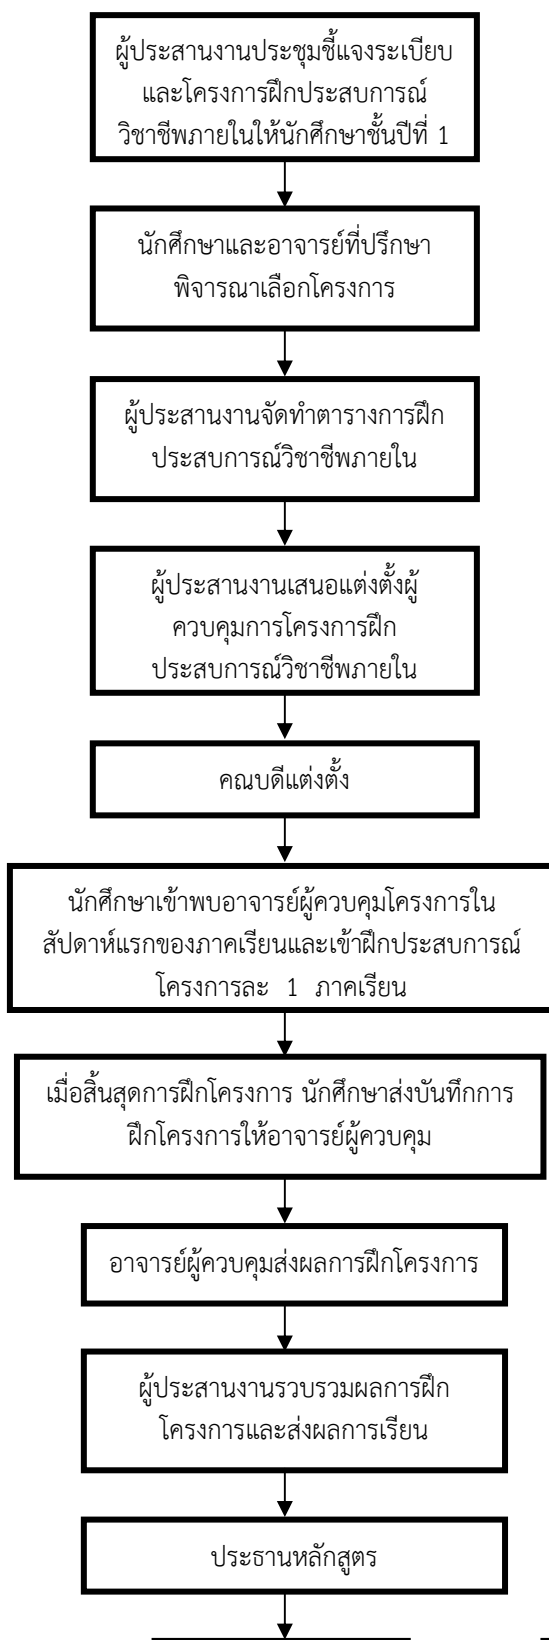 ผู้ประสานงานประชุมชี้แจงระเบียบ
และโครงการฝึกประสบการณ์
วิชาชีพภายในให้นักศึกษาชั้นปีที่ 1
นักศึกษาและอาจารย์ที่ปรึกษา
พิจารณาเลือกโครงการ
ผู้ประสานงานจัดทำตารางการฝึก
ประสบการณ์วิชาชีพภายใน
ผู้ประสานงานเสนอแต่งตั้งผู้
ควบคุมการโครงการฝึก
ประสบการณ์วิชาชีพภายใน
คณบดีแต่งตั้ง
นักศึกษาเข้าพบอาจารย์ผู้ควบคุมโครงการใน
สัปดาห์แรกของภาคเรียนและเข้าฝึกประสบการณ์
โครงการละ 1 ภาคเรียน
เมื่อสิ้นสุดการฝึกโครงการ นักศึกษาส่งบันทึกการ
ฝึกโครงการให้อาจารย์ผู้ควบคุม
อาจารย์ผู้ควบคุมส่งผลการฝึกโครงการ
ผู้ประสานงานรวบรวมผลการฝึก
โครงการและส่งผลการเรียน
ประธานหลักสูตร